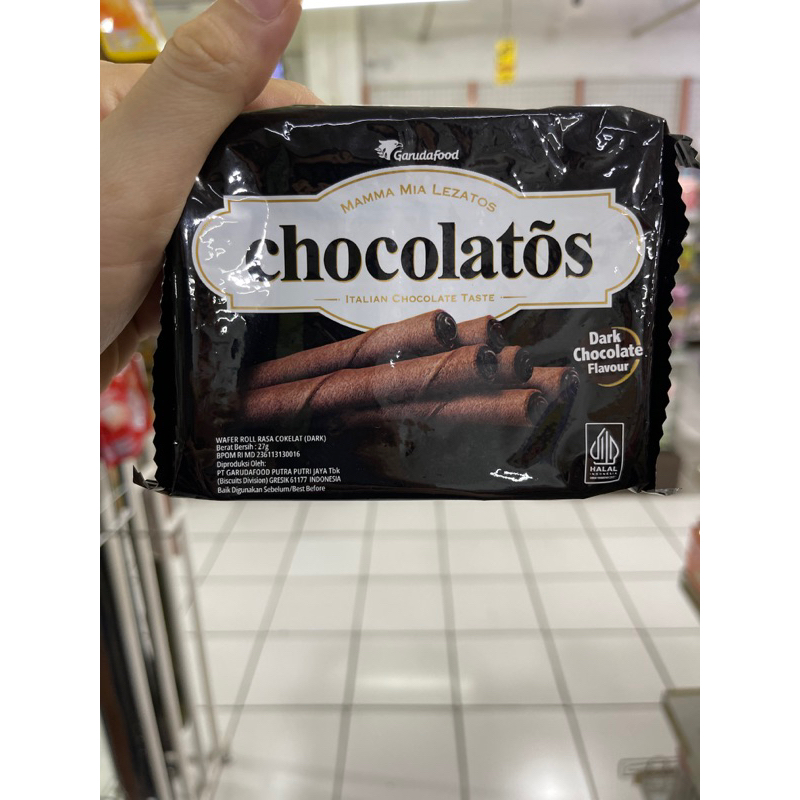 Garudafood
MAMMA MIA LEZATOS
chocolatõs
ITALIAN CHOCOLATE TASTE
Dark
Chocolate
Flavour
WAFER ROLL RASA COKELAT (DARK)
Berat Bersih : 27g
BPOM RI MD 236113130016
Diproduksi Oleh:
PT GARUDAFOOD PUTRA PUTRI JAYA Tbk
(Biscuits Division) GRESIK 61177 INDONESIA
Baik Digunakan Sebelum/Best Before
HALAL
INDONESIA